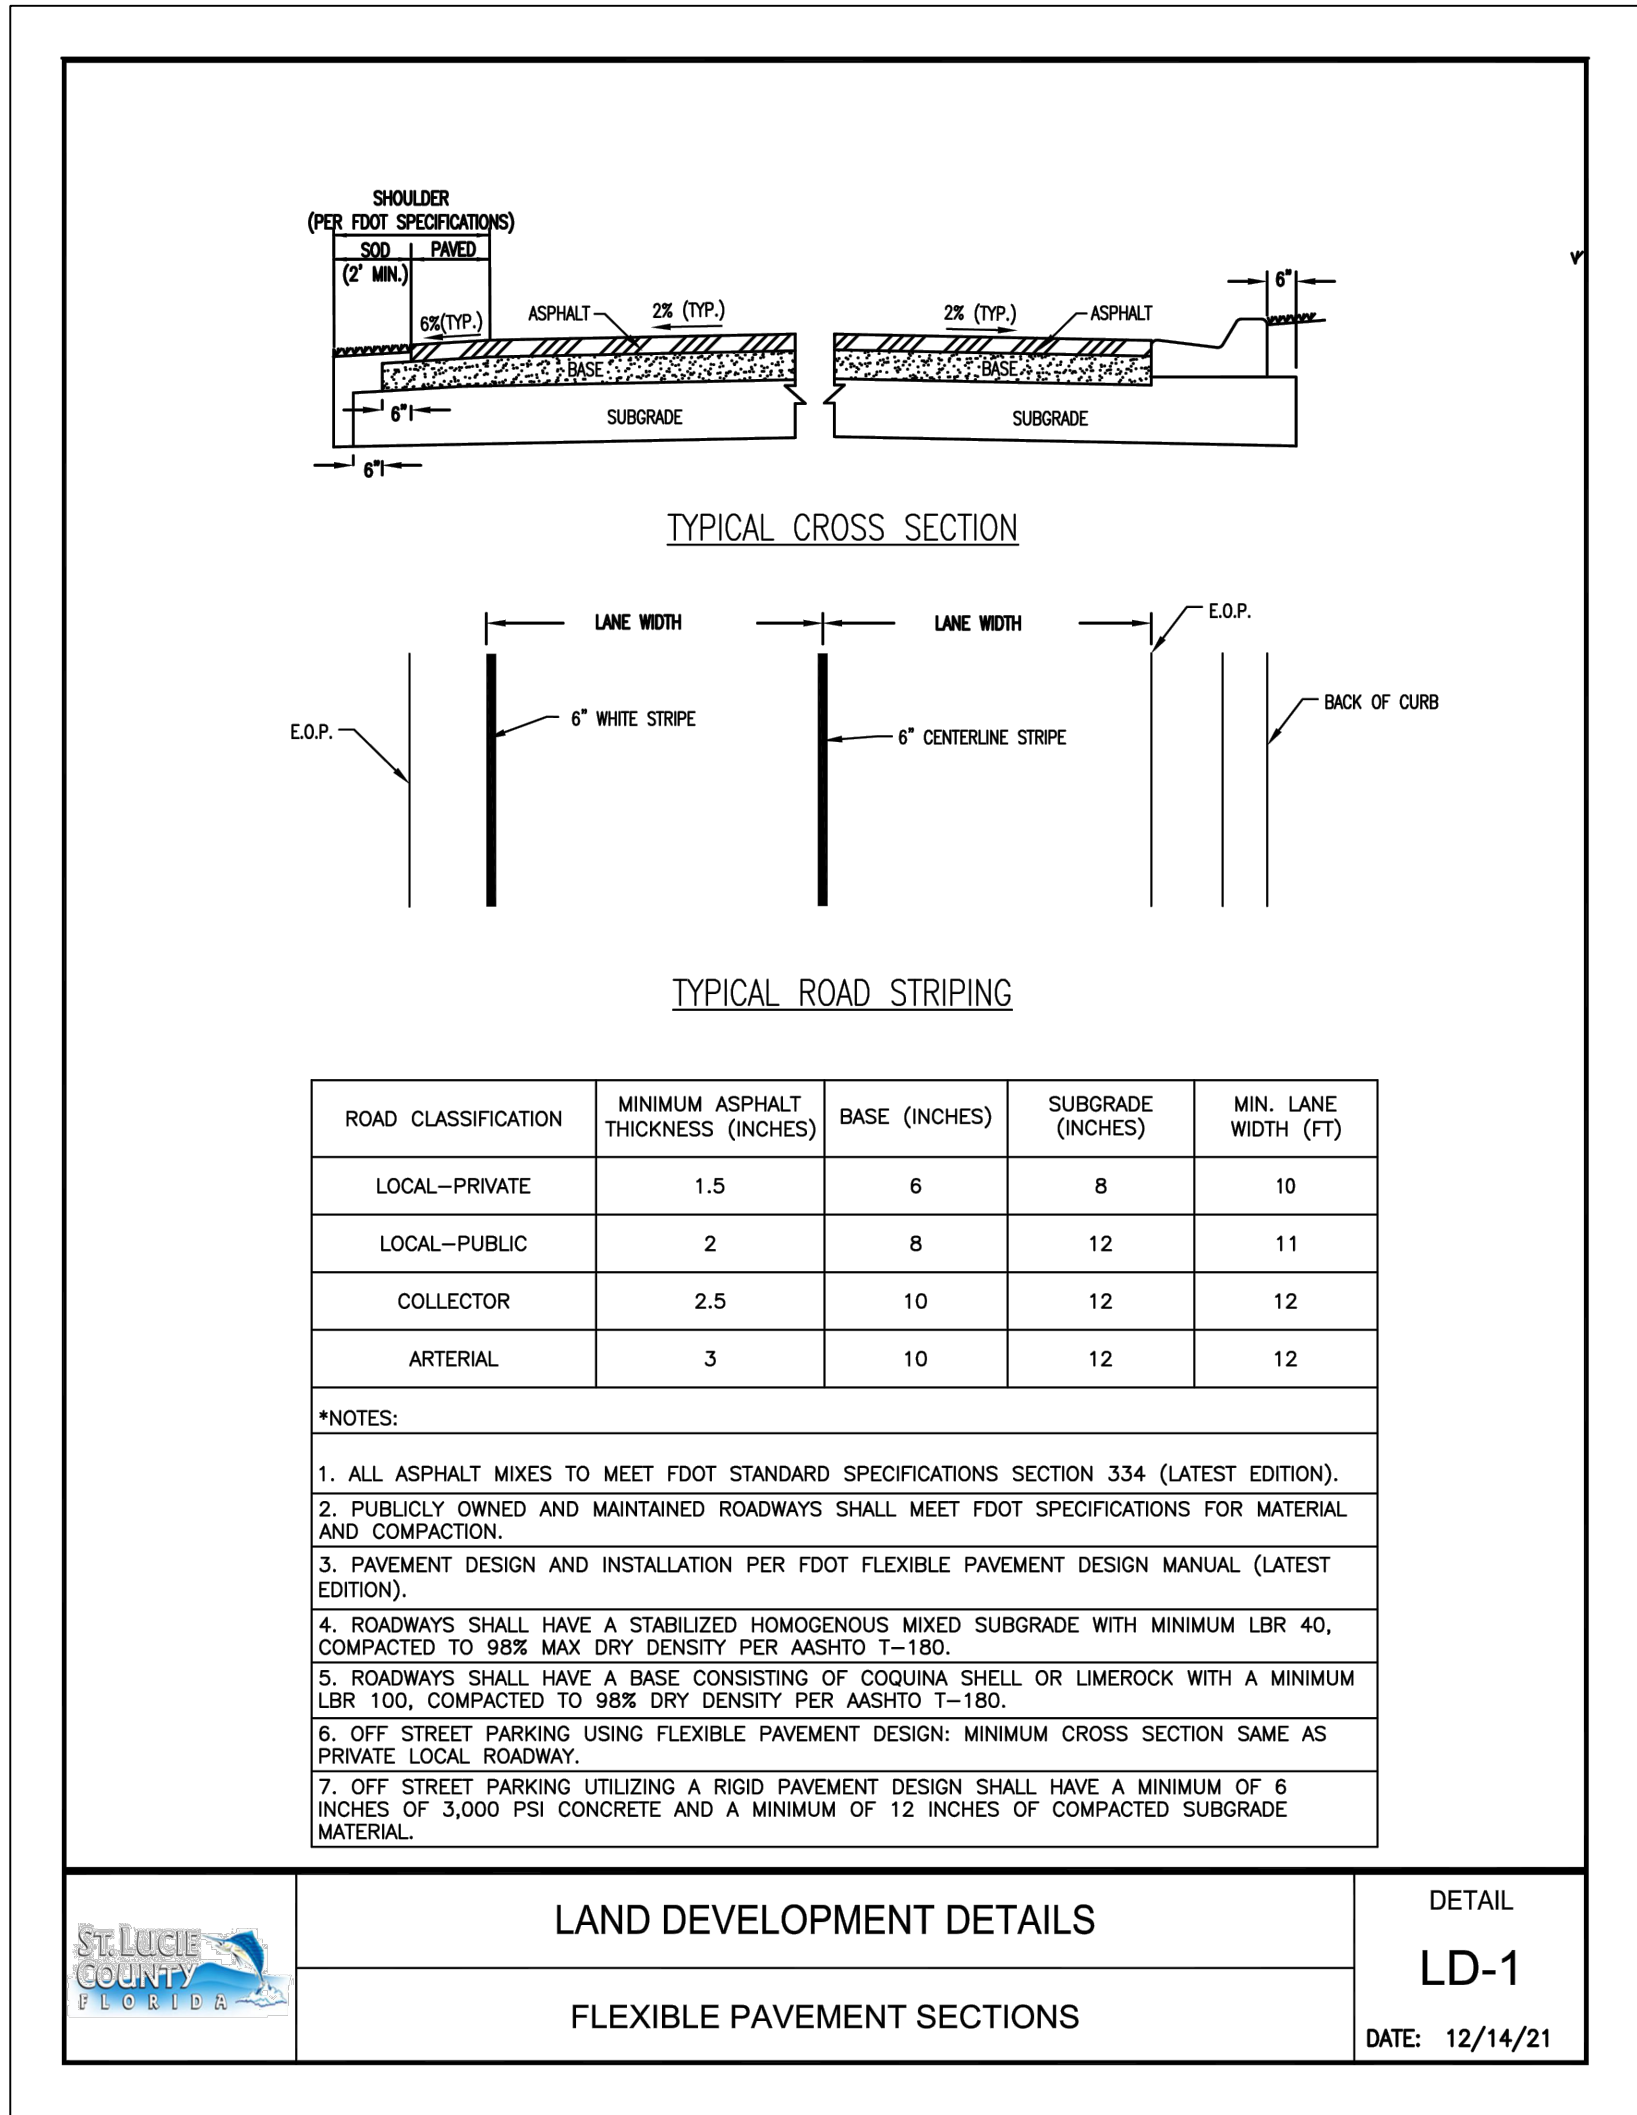 SHOULDER
(PER FDOT SPECIFICATIONS)
SOD PAVED
(2' MIN.)
6%(TYP.)
ASPHALT
2% (TYP.)
2% (TYP.)
ASPHALT
6"
BASE
BASE
6"
SUBGRADE
SUBGRADE
6"
TYPICAL CROSS SECTION
LANE WIDTH
LANE WIDTH
E.O.P.
BACK OF CURB
6" WHITE STRIPE
E.O.P.
6" CENTERLINE STRIPE
TYPICAL ROAD STRIPING
ROAD CLASSIFICATION
MINIMUM ASPHALT
THICKNESS (INCHES)
BASE (INCHES)
SUBGRADE
(INCHES)
MIN. LANE
WIDTH (FT)
LOCAL-PRIVATE 1.5 6 8 10
LOCAL-PUBLIC 2 8 12 11
COLLECTOR 2.5 10 12 12
ARTERIAL 3 10 12 12
*NOTES:
1. ALL ASPHALT MIXES TO MEET FDOT STANDARD SPECIFICATIONS SECTION 334 (LATEST EDITION).
2. PUBLICLY OWNED AND MAINTAINED ROADWAYS SHALL MEET FDOT SPECIFICATIONS FOR MATERIAL
AND COMPACTION.
3. PAVEMENT DESIGN AND INSTALLATION PER FDOT FLEXIBLE PAVEMENT DESIGN MANUAL (LATEST
EDITION).
4. ROADWAYS SHALL HAVE A STABILIZED HOMOGENOUS MIXED SUBGRADE WITH MINIMUM LBR 40,
COMPACTED TO 98% MAX DRY DENSITY PER AASHTO T-180.
5. ROADWAYS SHALL HAVE A BASE CONSISTING OF COQUINA SHELL OR LIMEROCK WITH A MINIMUM
LBR 100, COMPACTED TO 98% DRY DENSITY PER AASHTO T-180.
6. OFF STREET PARKING USING FLEXIBLE PAVEMENT DESIGN: MINIMUM CROSS SECTION SAME AS
PRIVATE LOCAL ROADWAY.
7. OFF STREET PARKING UTILIZING A RIGID PAVEMENT DESIGN SHALL HAVE A MINIMUM OF 6
INCHES OF 3,000 PSI CONCRETE AND A MINIMUM OF 12 INCHES OF COMPACTED SUBGRADE
MATERIAL.
ST. LUCIE
COUNTY
FLORIDA
LAND DEVELOPMENT DETAILS
FLEXIBLE PAVEMENT SECTIONS
DETAIL
LD-1
DATE: 12/14/21